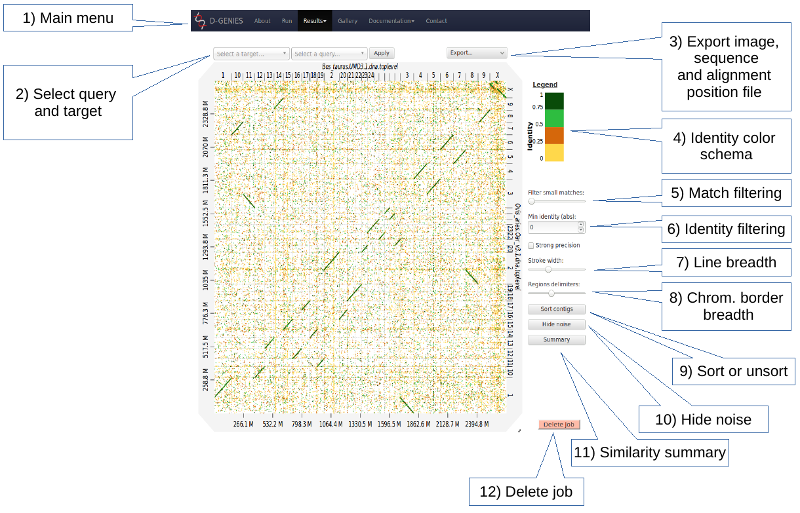 1) Main menu
D-GENIES About Run Results Gallery Documentation Contact
Select a target...
Select a query...
Apply
Export...
2) Select query
and target
3) Export image,
sequence
and alignment
position file
Legend
1
0.75
0.5
0.25
0
Identity
4) Identity color
schema
Filter small matches:
5) Match filtering
Min identity (abs):
0
6) Identity filtering
Strong precision
Stroke width:
7) Line breadth
Regions delimiters:
8) Chrom. border
breadth
Sort contigs
Hide noise
Summary
9) Sort or unsort
10) Hide noise
11) Similarity summary
Delete job
12) Delete job
1 10 11 12 13 14 15 16 17 18 19 2 20 21 22 23 24 3 4 5 6 7 8 9 X
2328.8 M
2070 M
1811.3 M
1552.5 M
1293.8 M
1035 M
776.3 M
517.5 M
258.8 M
266.1 M 532.2 M 798.3 M 1064.4 M 1330.5 M 1596.5 M 1862.6 M 2128.7 M 2394.8 M